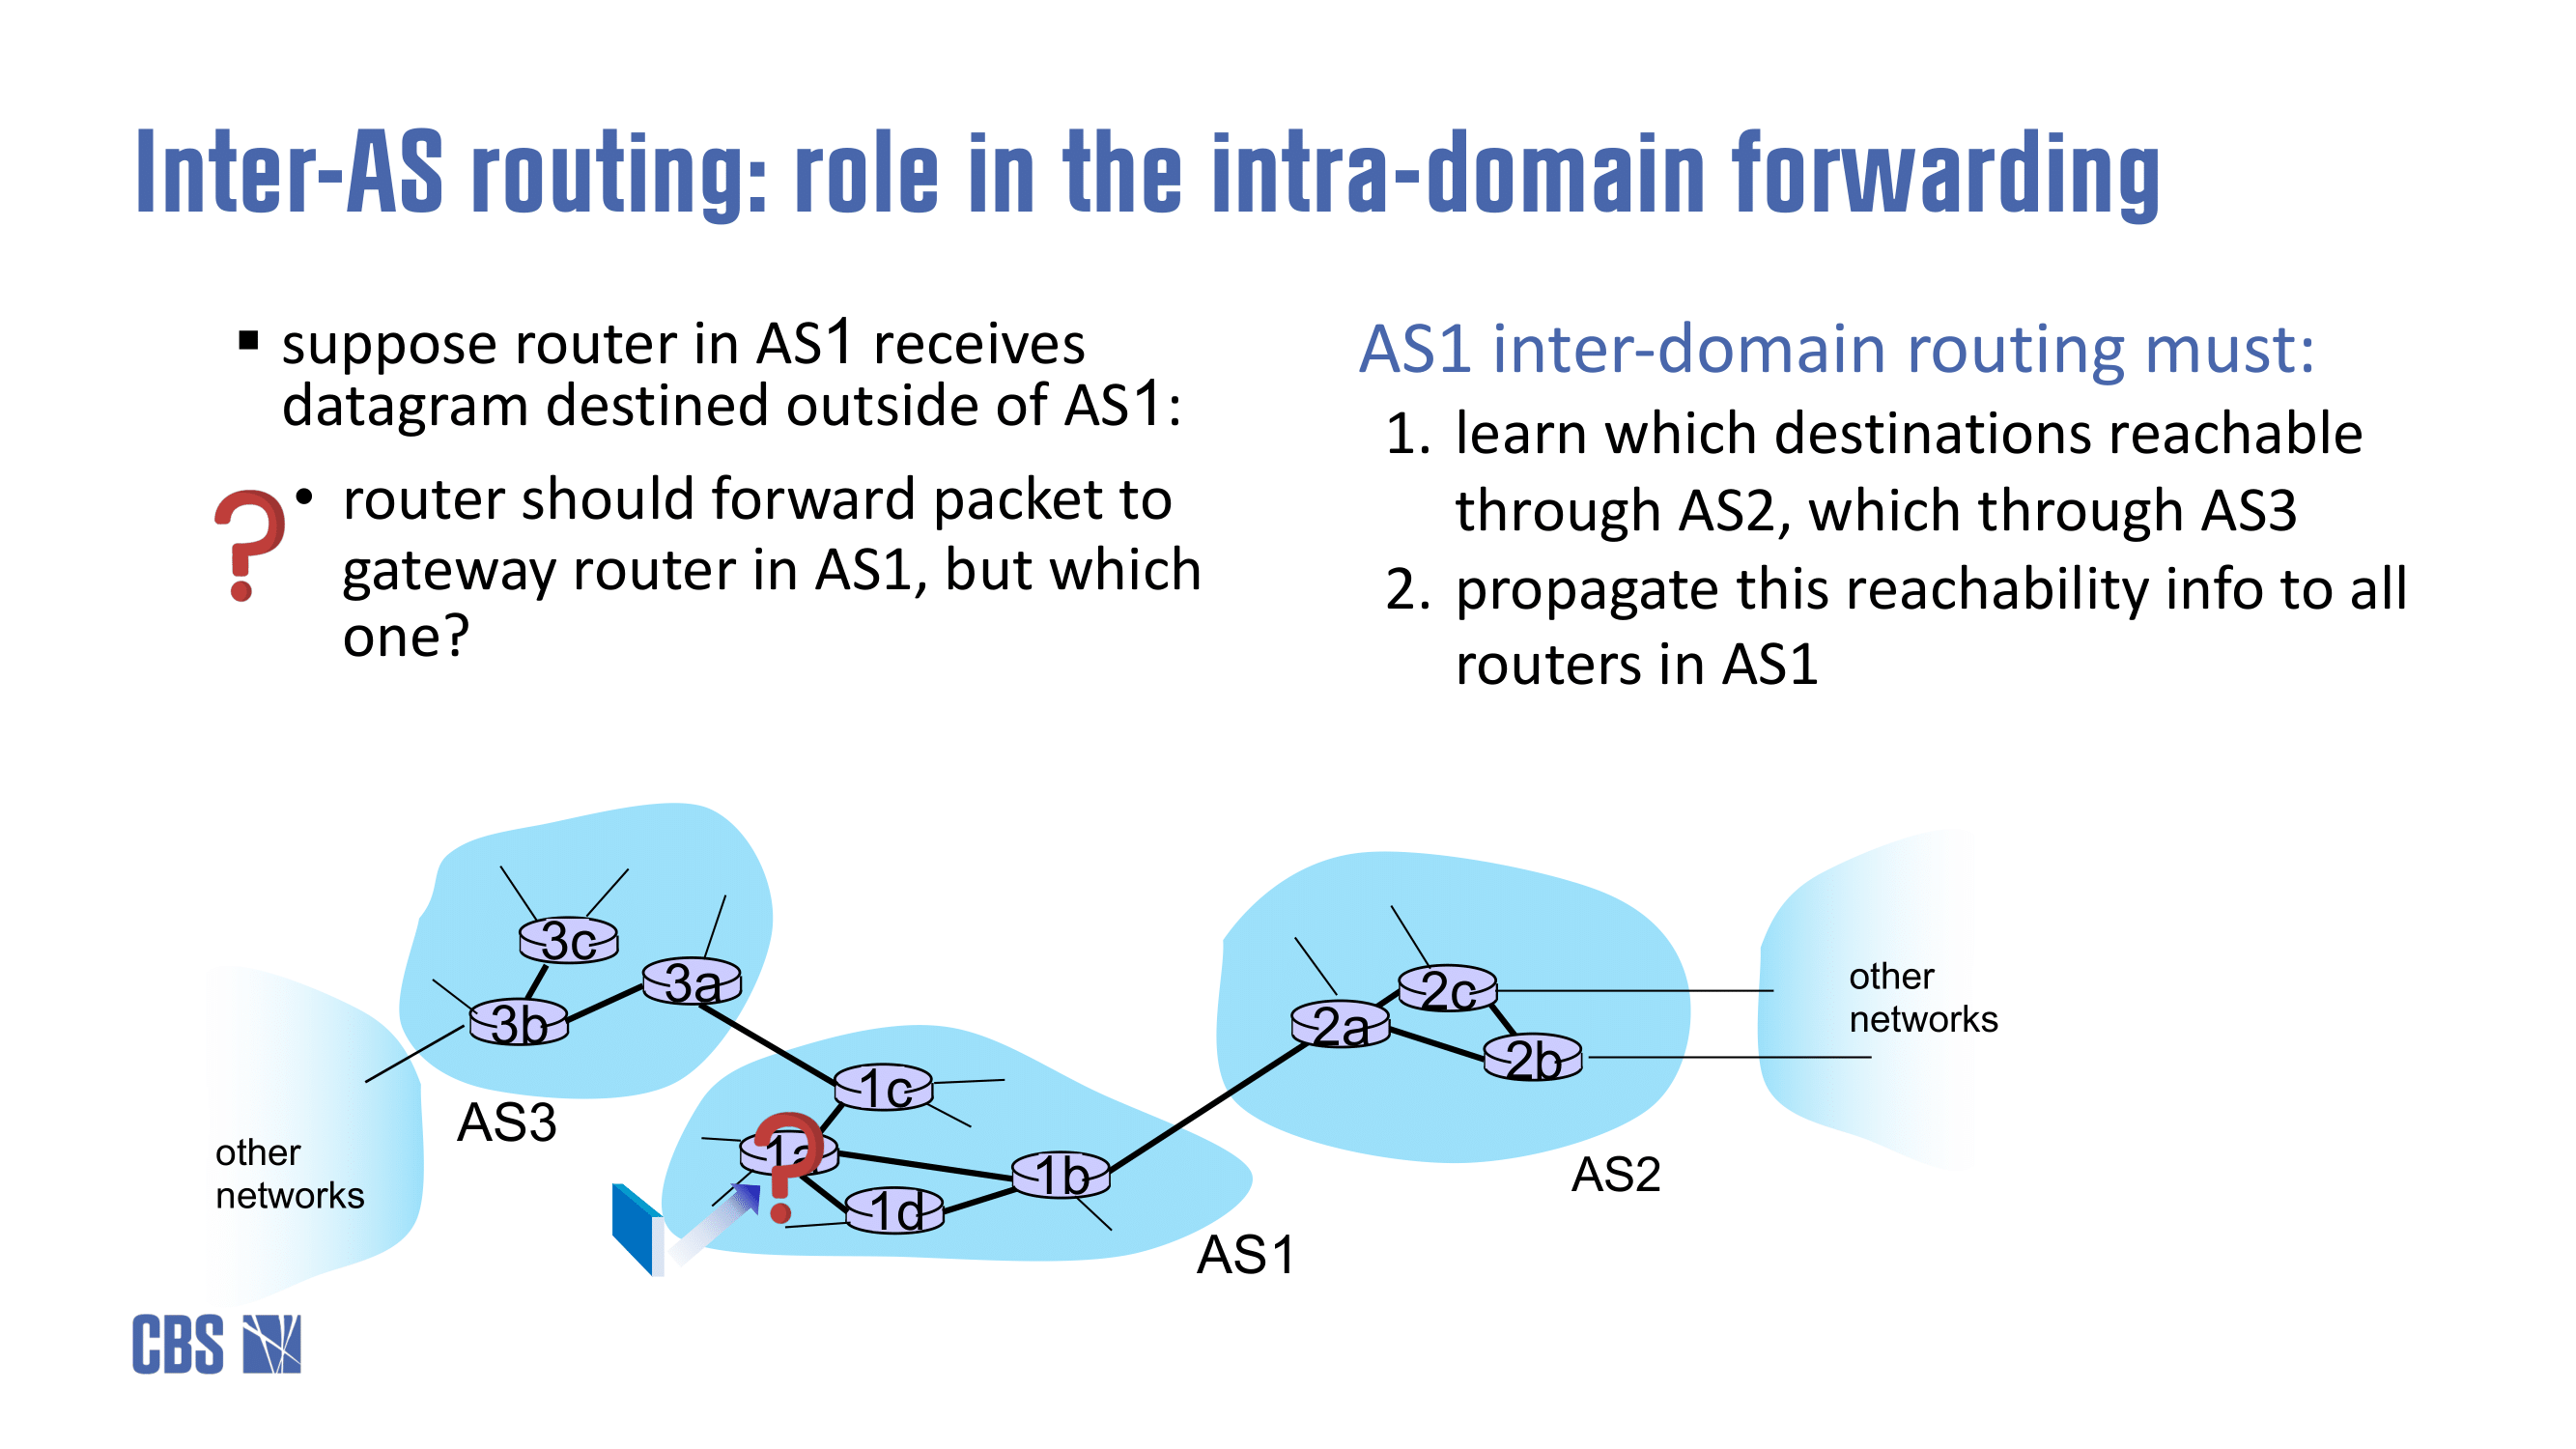 Inter-AS routing: role in the intra-domain forwarding
▪ suppose router in AS1 receives
datagram destined outside of AS1:
• router should forward packet to
gateway router in AS1, but which
one?
AS1 inter-domain routing must:
1. learn which destinations reachable
through AS2, which through AS3
2. propagate this reachability info to all
routers in AS1
3c
3a
3b
AS3
other
networks
1c
1a
1d
1b
AS1
2c
2a
2b
AS2
other
networks
CBS